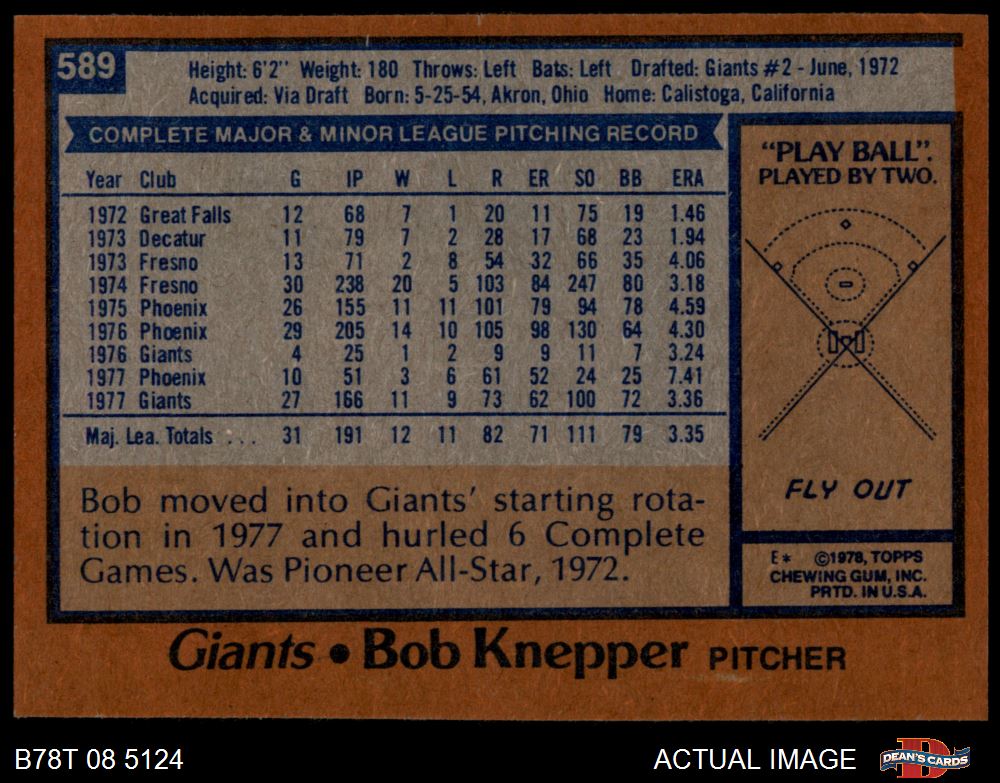 589
Height: 6'2" Weight: 180 Throws: Left Bats: Left Drafted: Giants #2 - June, 1972
Acquired: Via Draft Born: 5-25-54, Akron, Ohio Home: Calistoga, California
COMPLETE MAJOR & MINOR LEAGUE PITCHING RECORD
Year Club G IP W L R ER SO BB ERA
1972 Great Falls 12 68 7 1 20 11 75 19 1.46
1973 Decatur 11 79 7 2 28 17 68 23 1.94
1973 Fresno 13 71 2 8 54 32 66 35 4.06
1974 Fresno 30 238 20 5 103 84 247 80 3.18
1975 Phoenix 26 155 11 11 101 79 94 78 4.59
1976 Phoenix 29 205 14 10 105 98 130 64 4.30
1976 Giants 4 25 1 2 9 9 11 7 3.24
1977 Phoenix 10 51 3 6 61 52 24 25 7.41
1977 Giants 27 166 11 9 73 62 100 72 3.36
Maj. Lea. Totals . . . 31 191 12 11 82 71 111 79 3.35
Bob moved into Giants' starting rota-
tion in 1977 and hurled 6 Complete
Games. Was Pioneer All-Star, 1972.
"PLAY BALL".
PLAYED BY TWO.
FLY OUT
E* ©1978, TOPPS
CHEWING GUM, INC.
PRTD. IN U.S.A.
Giants • Bob Knepper PITCHER
B78T 08 5124
ACTUAL IMAGE
DEAN'S CARDS